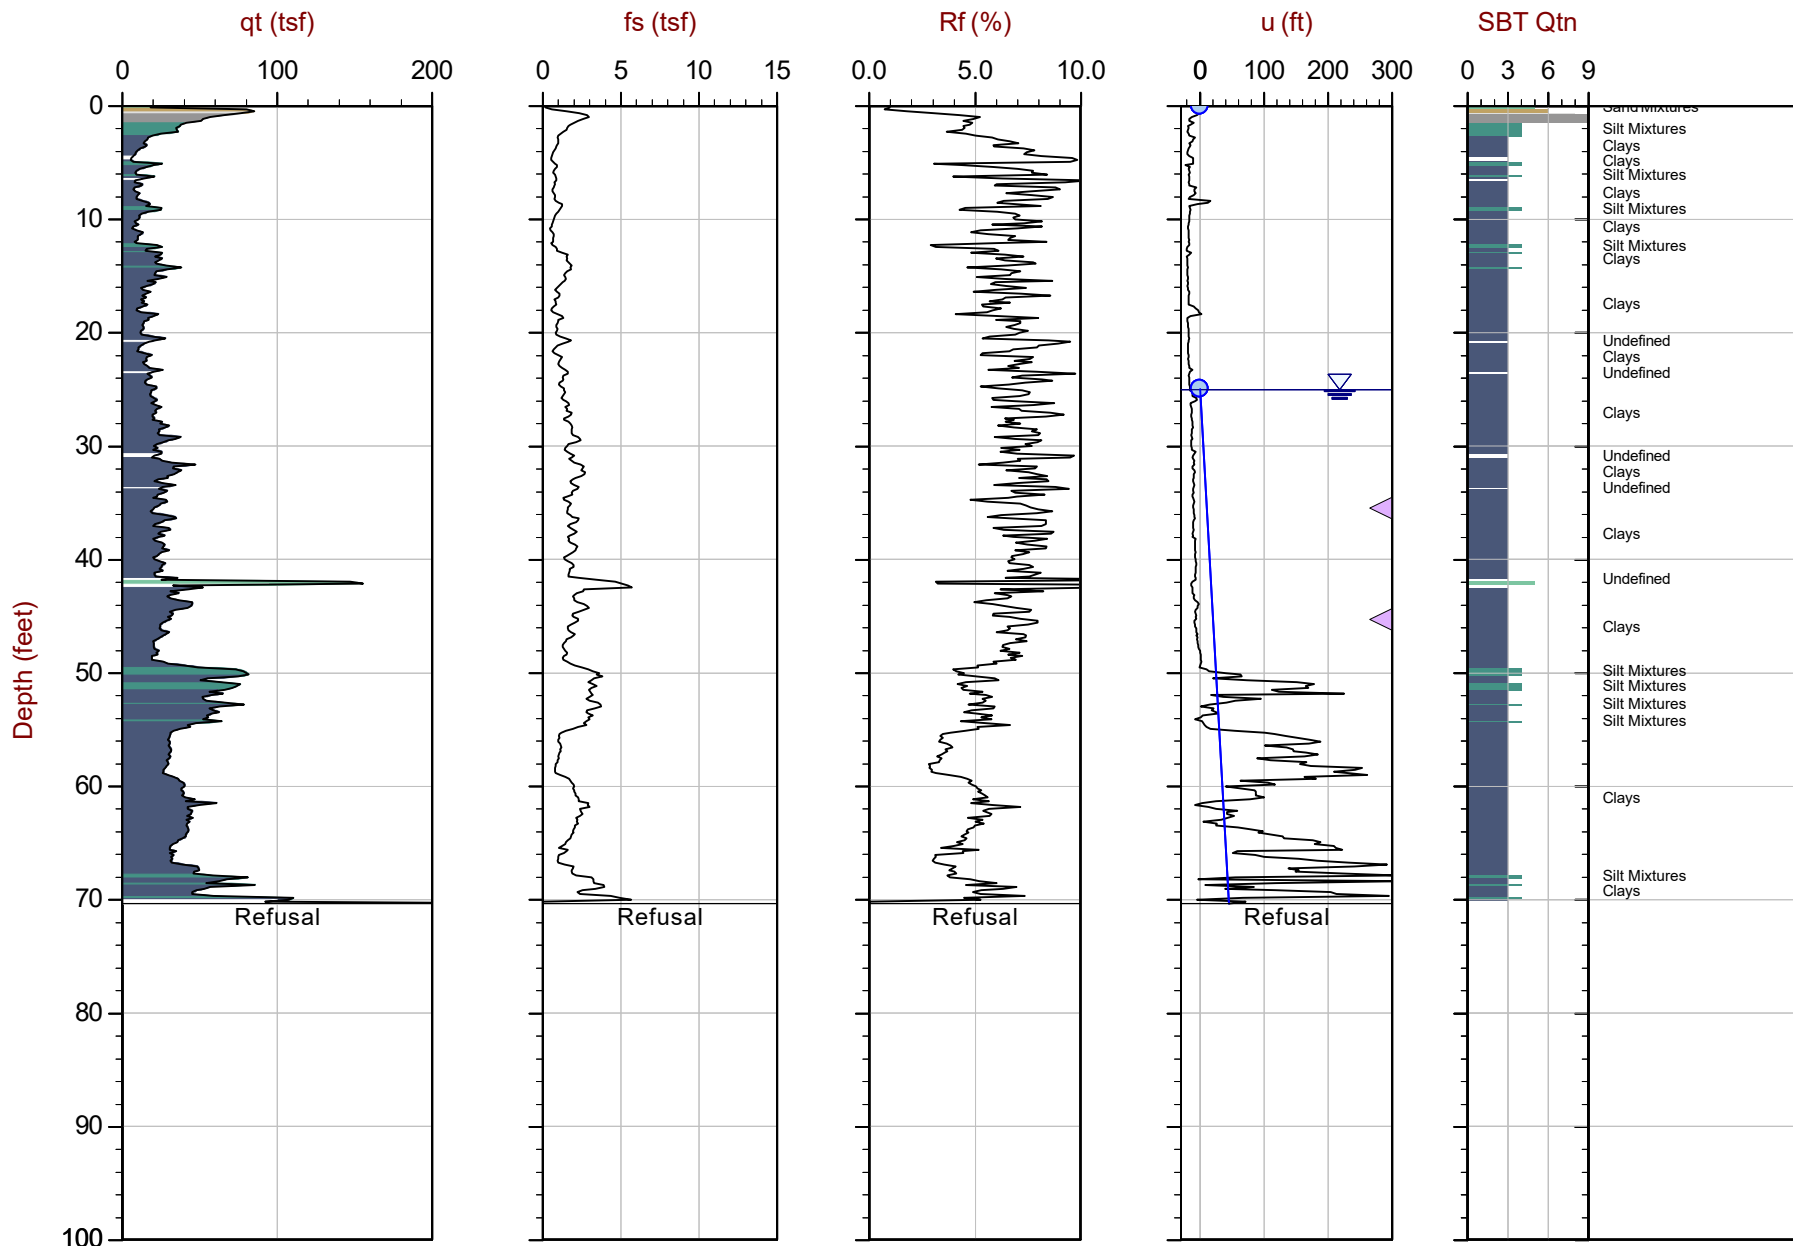 qt (tsf) fs (tsf) Rf (%) u (ft) SBT Qtn
0 100 200 0 5 10 15 0.0 5.0 10.0 0 100 200 300 0 3 6 9
0
Sand Mixtures
Silt Mixtures
Clays
Clays
Silt Mixtures
Clays
Silt Mixtures
10
Clays
Silt Mixtures
Clays
Clays
20
Undefined
Clays
Undefined
Clays
30
Undefined
Clays
Undefined
Clays
40
Undefined
Clays
50
Silt Mixtures
Silt Mixtures
Silt Mixtures
Silt Mixtures
Depth (feet)
60
Clays
Silt Mixtures
Clays
70
Refusal Refusal Refusal Refusal
80
90
100